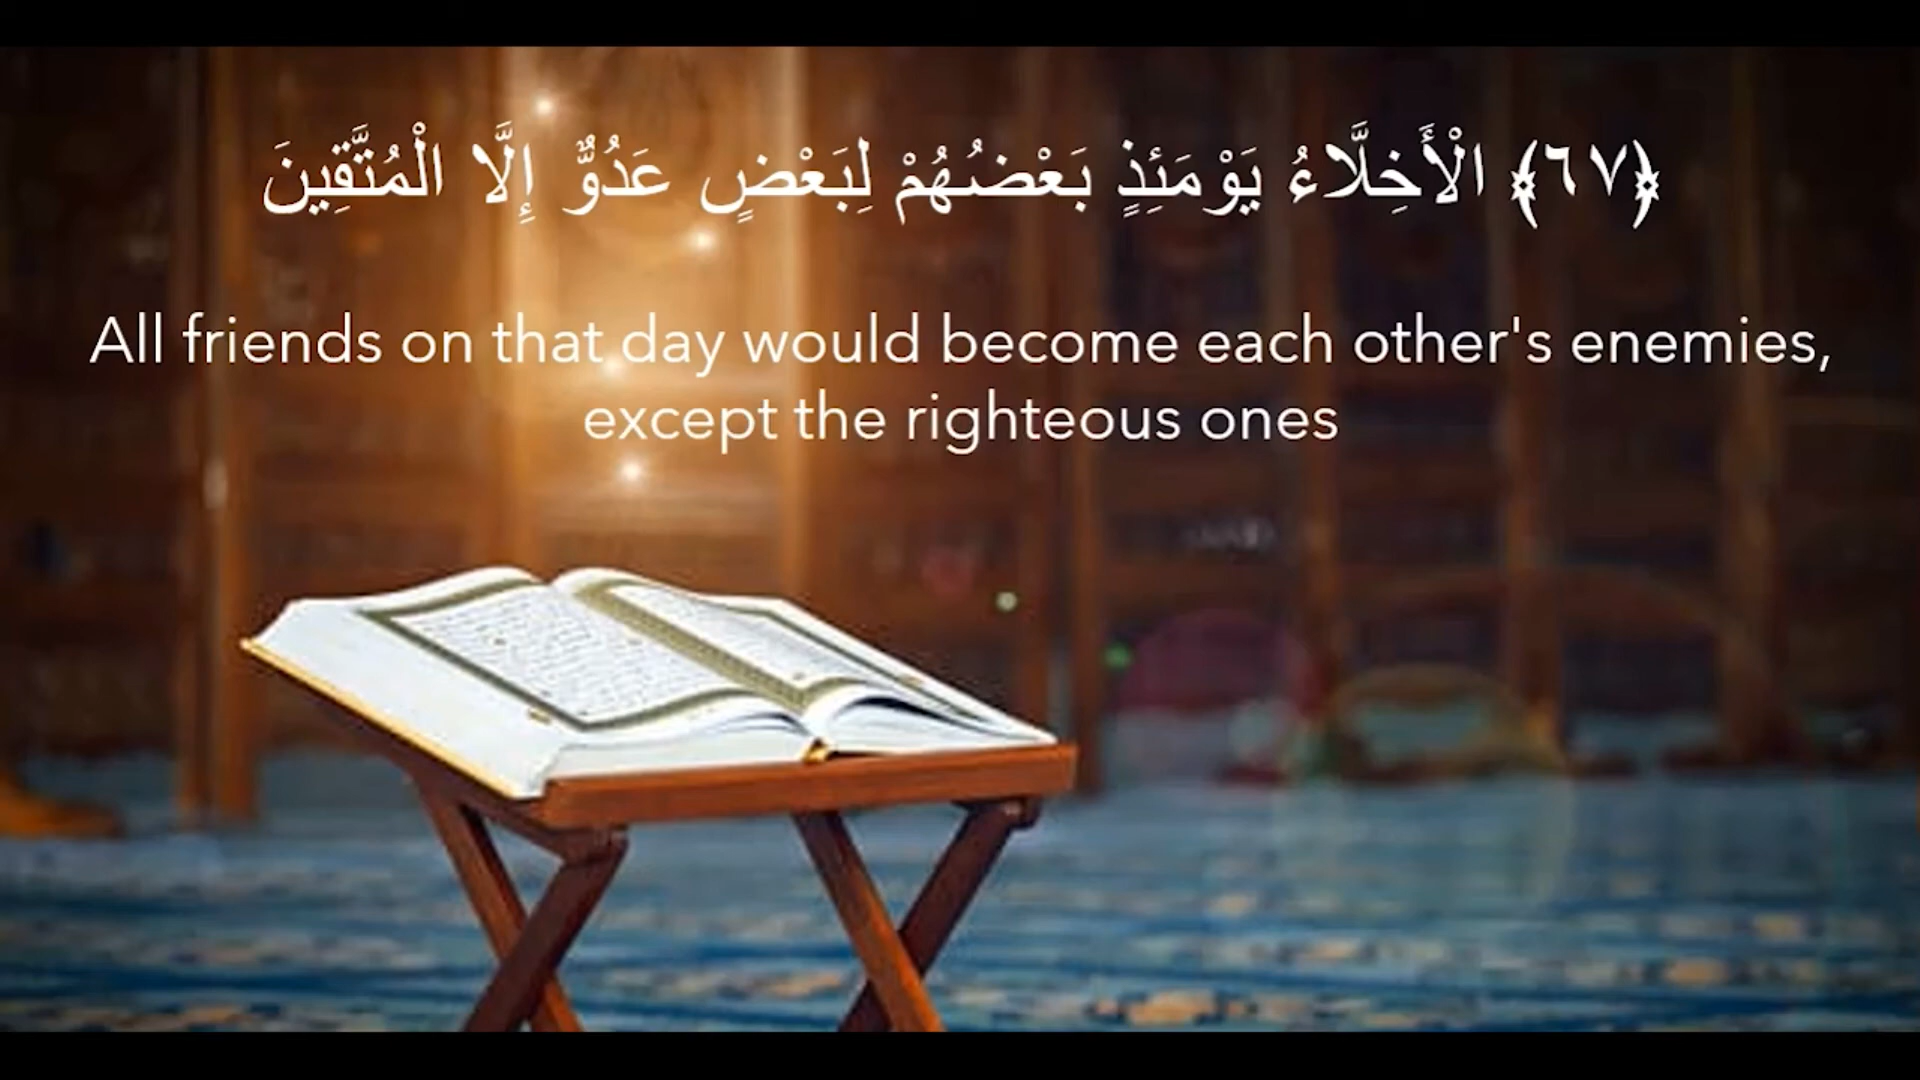 ﴿٦٧﴾ الْأَخِلَّاءُ يَوْمَئِذٍ بَعْضُهُمْ لِبَعْضٍ عَدُوٌّ إِلَّا الْمُتَّقِينَ
All friends on that day would become each other's enemies,
except the righteous ones